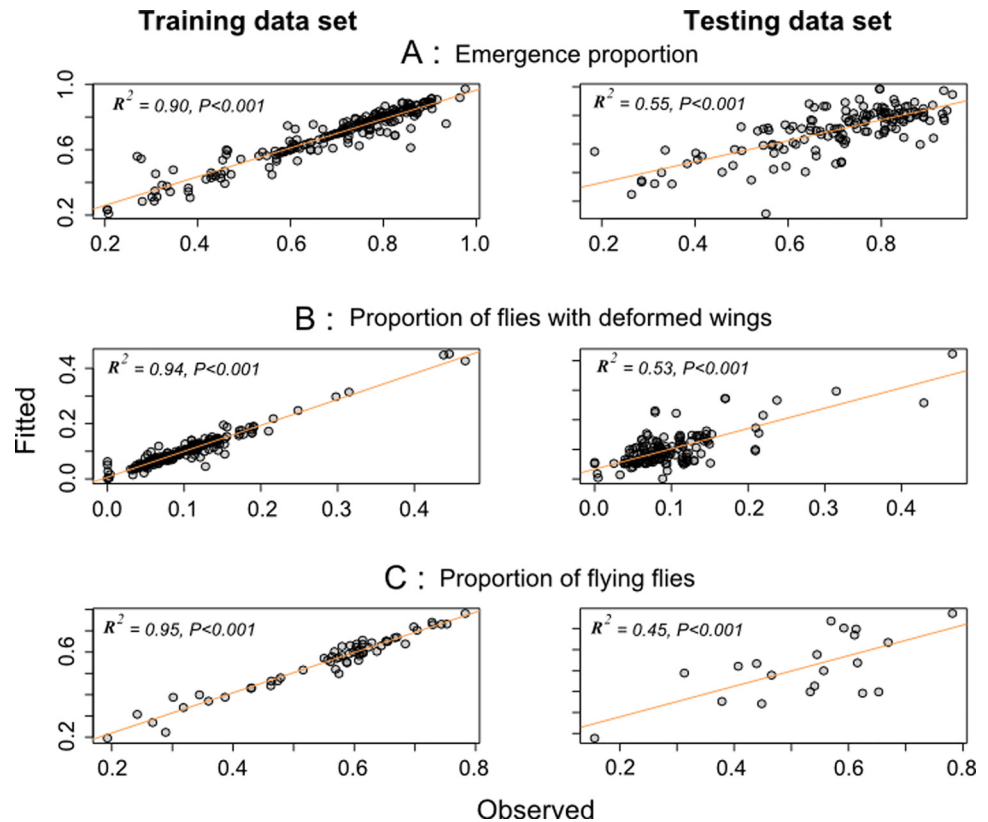 Training data set
Testing data set
A : Emergence proportion
R² = 0.90, P<0.001
R² = 0.55, P<0.001
1.0
0.6
0.2
0.2 0.4 0.6 0.8 1.0
0.2 0.4 0.6 0.8
B : Proportion of flies with deformed wings
R² = 0.94, P<0.001
R² = 0.53, P<0.001
0.4
0.2
0.0
0.0 0.1 0.2 0.3 0.4
0.0 0.1 0.2 0.3 0.4
Fitted
C : Proportion of flying flies
R² = 0.95, P<0.001
R² = 0.45, P<0.001
0.6
0.2
0.2 0.4 0.6 0.8
0.2 0.4 0.6 0.8
Observed